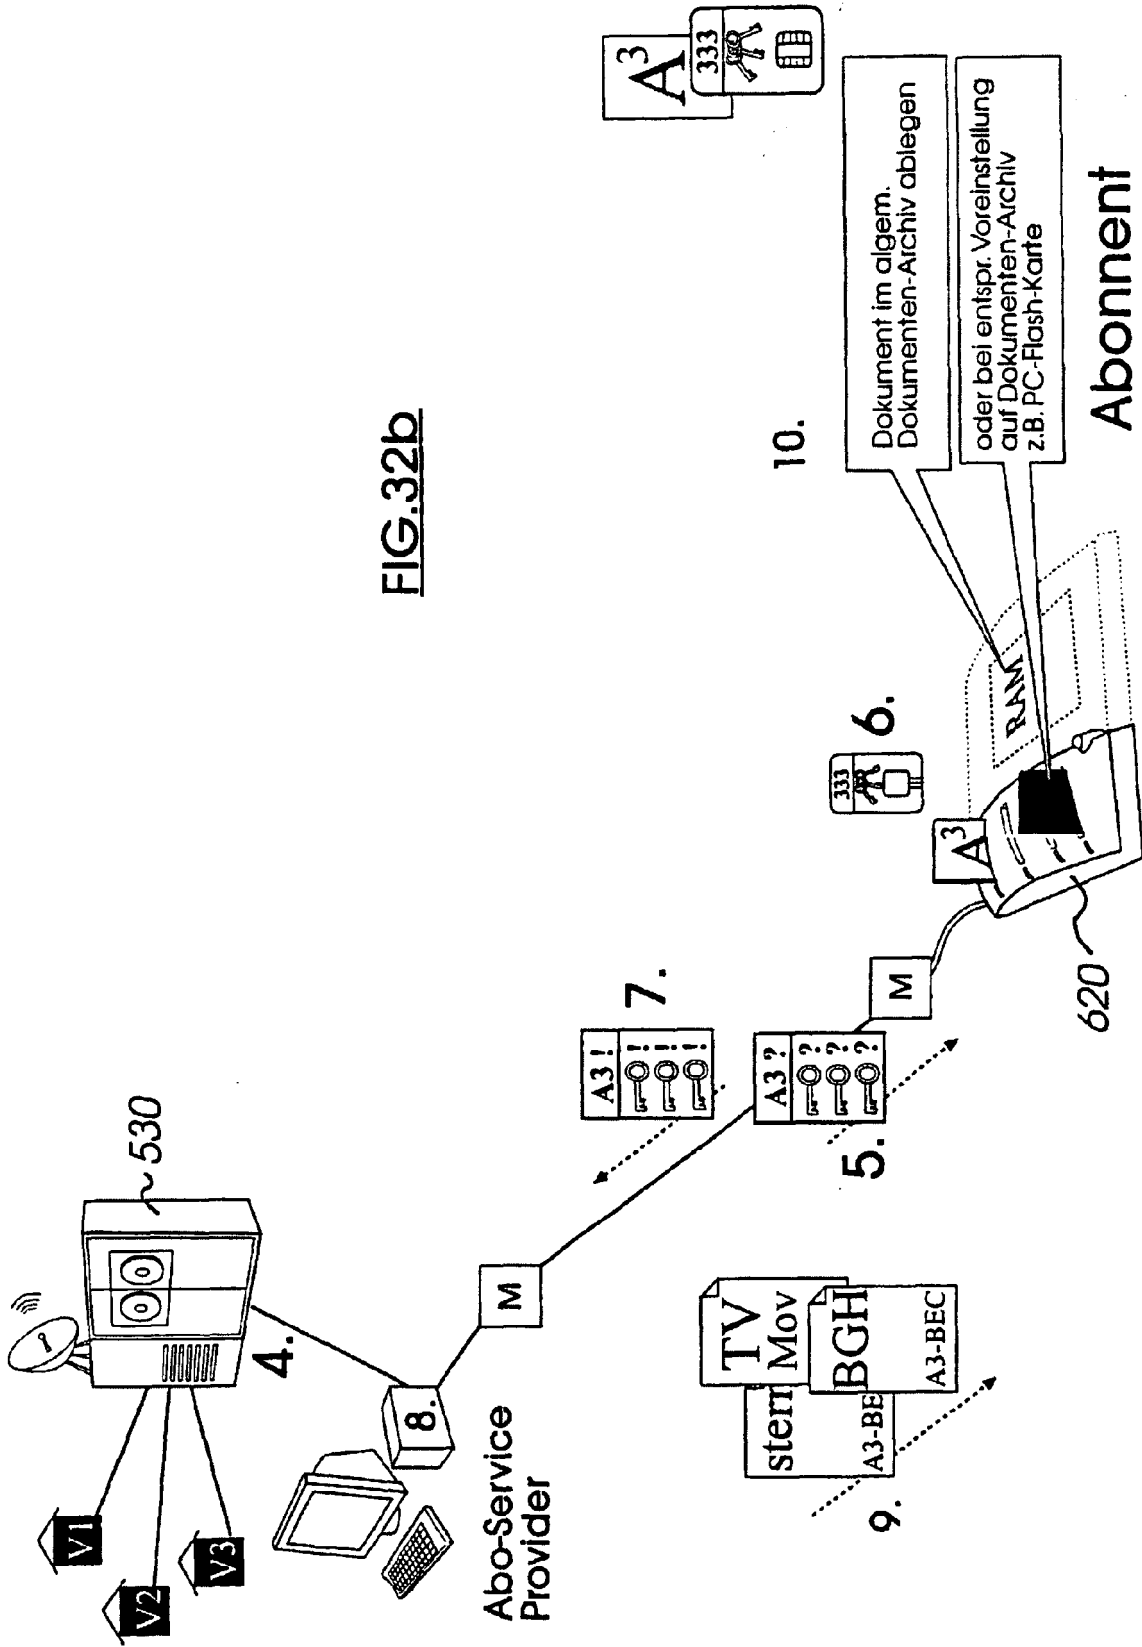 FIG.32b
V1
V2
V3
530
4.
8.
Abo-Service
Provider
M
A3 !
!
!
!
7.
A3 ?
?
?
?
5.
M
TV
Mov
stern
A3-BE
BGH
A3-BEC
9.
A3
333
6.
RAM
620
10.
Dokument im algem.
Dokumenten-Archiv ablegen
oder bei entspr. Voreinstellung
auf Dokumenten-Archiv
z.B. PC-Flash-Karte
Abonnent
A3
333